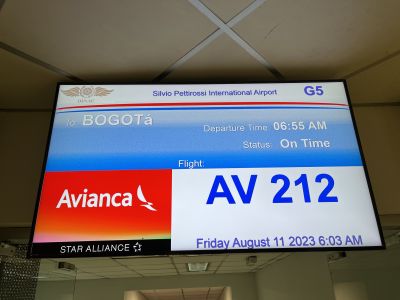 Silvio Pettirossi International Airport G5
DINAC
To: BOGOTá
Departure Time: 06:55 AM
Status: On Time
Flight:
Avianca
AV 212
STAR ALLIANCE
Friday August 11 2023 6:03 AM